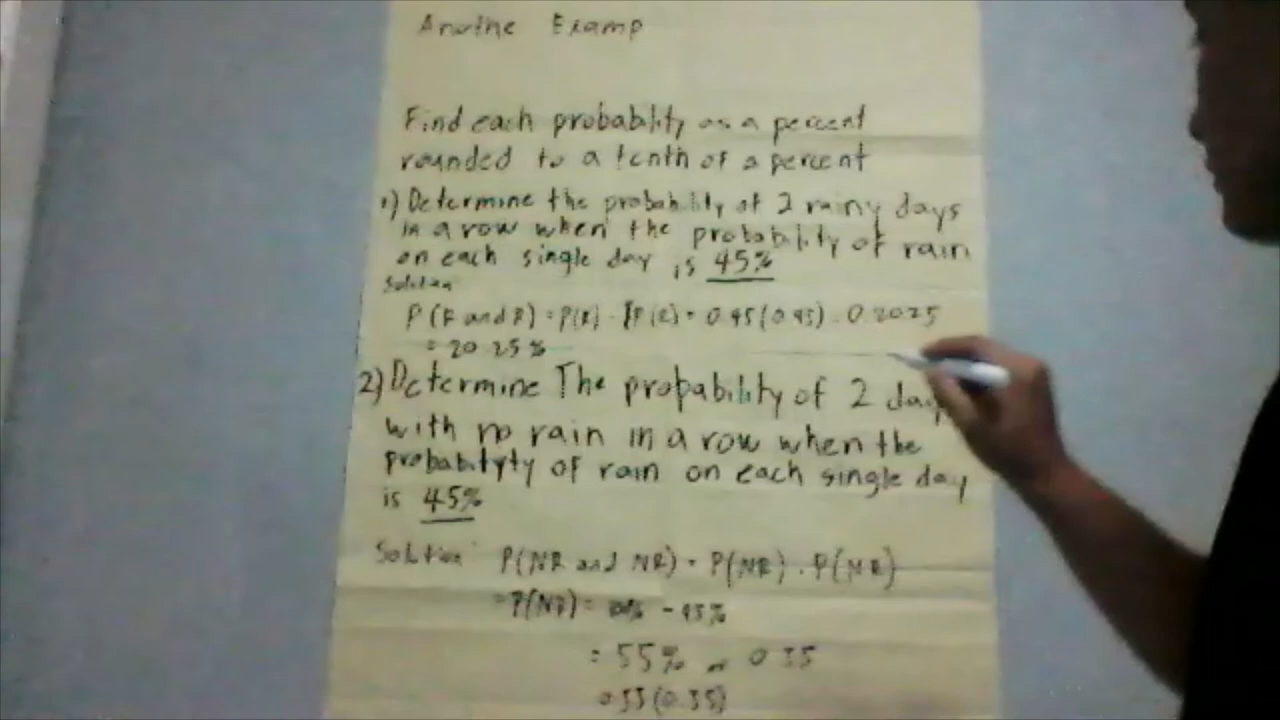 Anothe Examp
Find each probability as a percent
rounded to a tenth of a percent
1) Determine the probability of 2 rainy days
in a row when the probability of rain
on each single day is 45%
Solution
P(R and R) = P(R) · P(R) = 0.45(0.45) = 0.2025
= 20.25%
2) Determine The probability of 2 day
with no rain in a row when the
probabityty of rain on each single day
is 45%
Solution P(NR and NR) = P(NR) · P(NR)
= P(NR) = 100% - 45%
= 55% or 0.55
0.55(0.55)